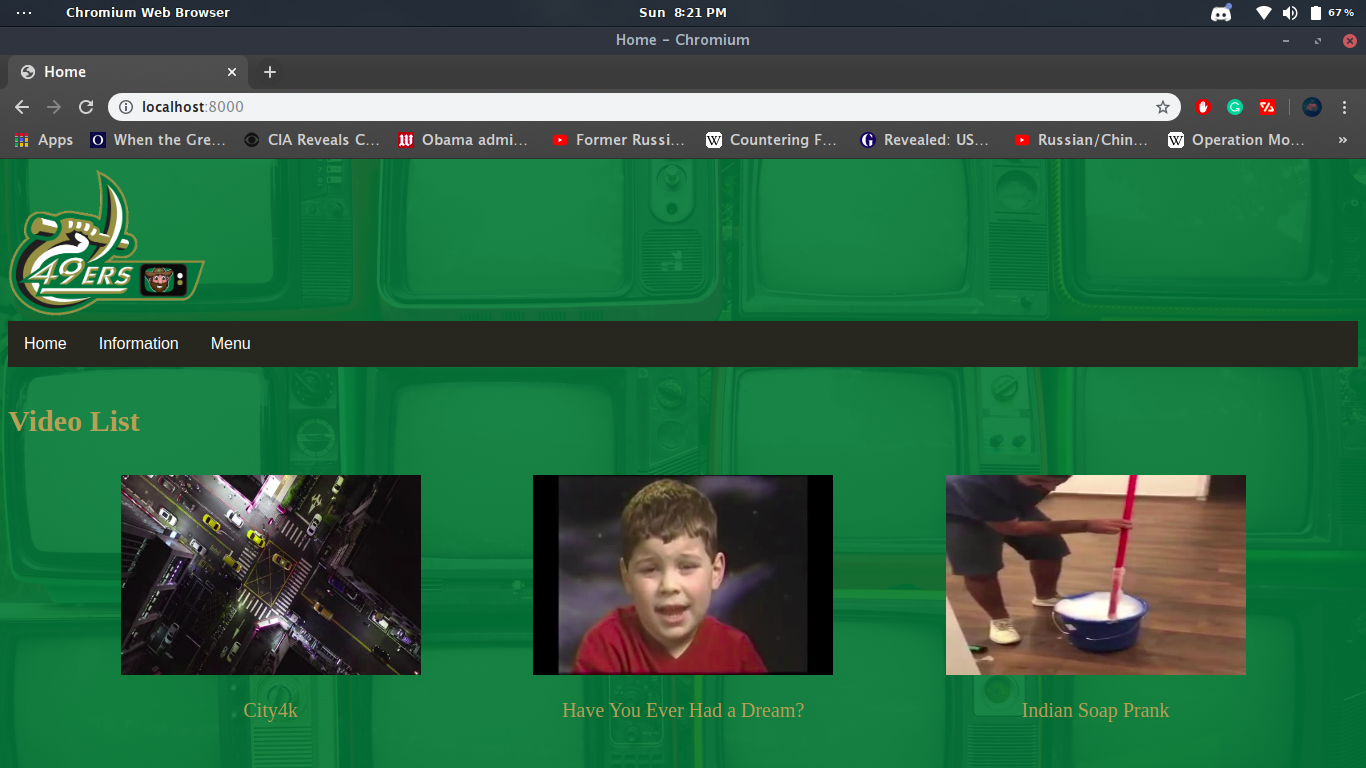 Chromium Web Browser
Sun 8:21 PM
67 %
Home – Chromium
Home
localhost:8000
Apps
When the Gre...
CIA Reveals C...
Obama admi...
Former Russi...
Countering F...
Revealed: US...
Russian/Chin...
Operation Mo...
»
49ERS
Home
Information
Menu
Video List
City4k
Have You Ever Had a Dream?
Indian Soap Prank